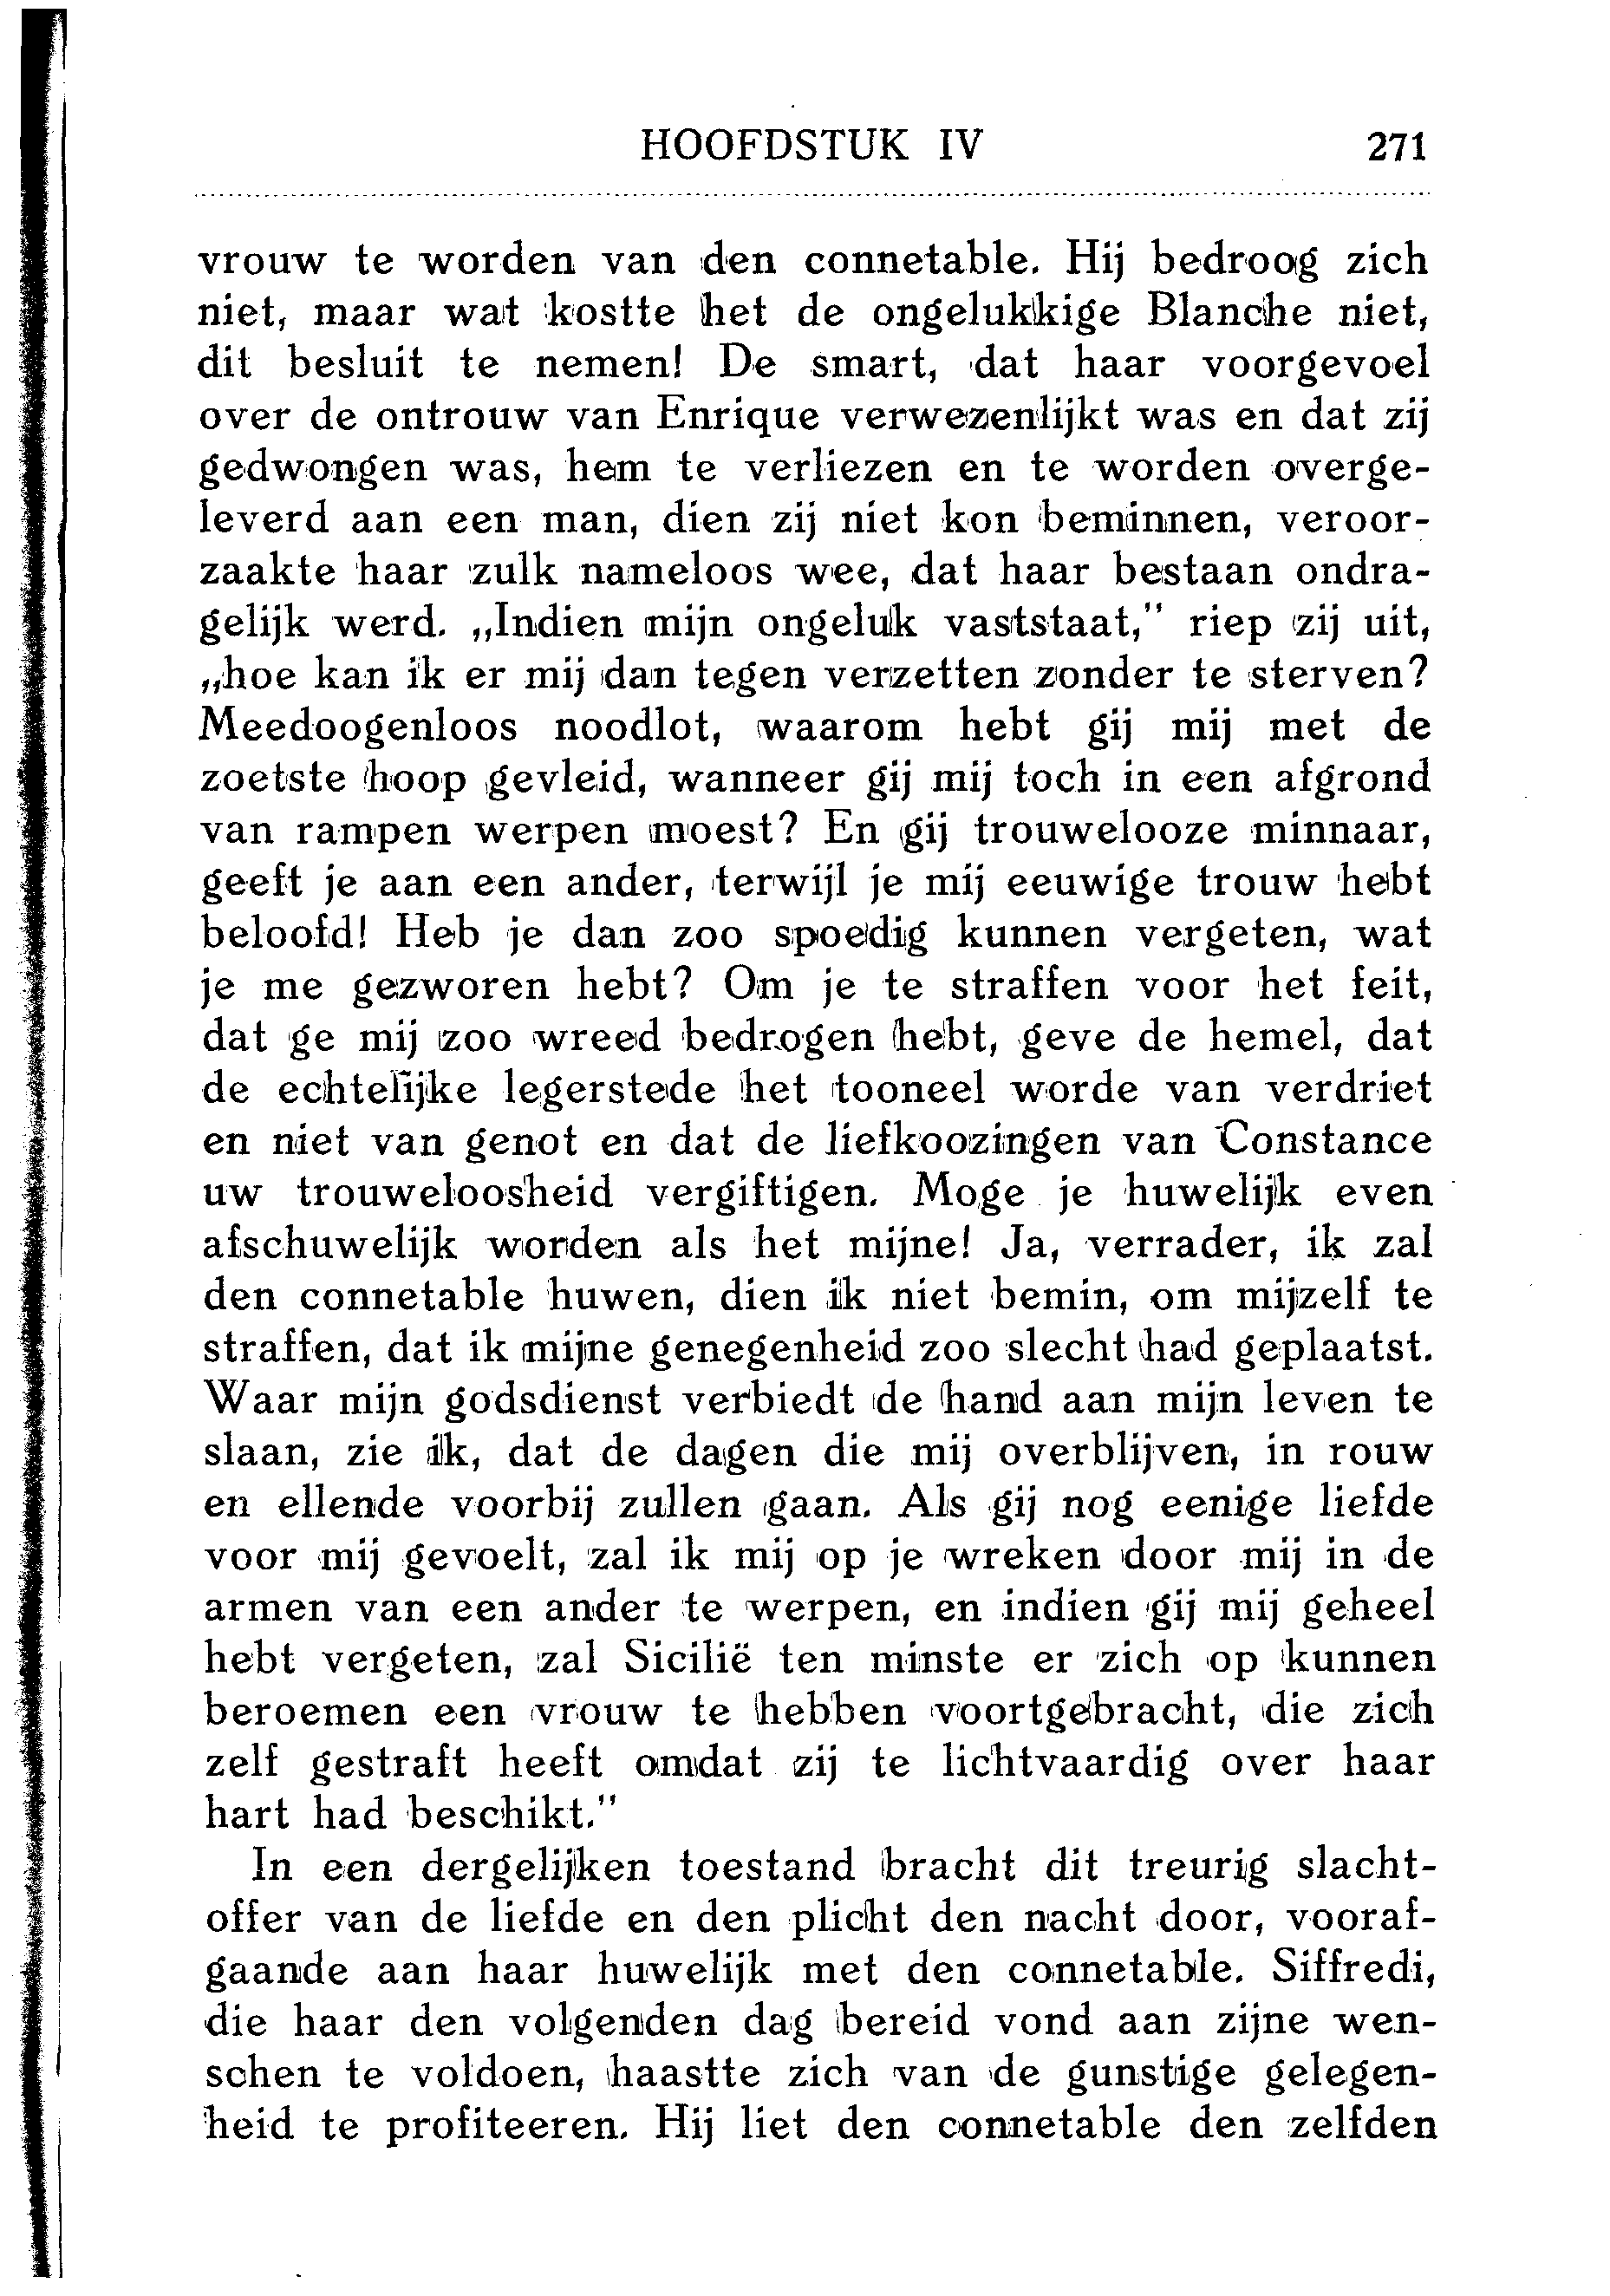 HOOFDSTUK IV 271
vrouw te worden van den connetable. Hij bedroog zich
niet, maar wat kostte het de ongelukkige Blanche niet,
dit besluit te nemen! De smart, dat haar voorgevoel
over de ontrouw van Enrique verwezenlijkt was en dat zij
gedwongen was, hem te verliezen en te worden overge-
leverd aan een man, dien zij niet kon beminnen, veroor-
zaakte haar zulk nameloos wee, dat haar bestaan ondra-
gelijk werd. „Indien mijn ongeluk vaststaat,” riep zij uit,
„hoe kan ik er mij dan tegen verzetten zonder te sterven?
Meedoogenloos noodlot, waarom hebt gij mij met de
zoetste hoop gevleid, wanneer gij mij toch in een afgrond
van rampen werpen moest? En gij trouwelooze minnaar,
geeft je aan een ander, terwijl je mij eeuwige trouw hebt
beloofd! Heb je dan zoo spoedig kunnen vergeten, wat
je me gezworen hebt? Om je te straffen voor het feit,
dat ge mij zoo wreed bedrogen hebt, geve de hemel, dat
de echtelijke legerstede het tooneel worde van verdriet
en niet van genot en dat de liefkoozingen van Constance
uw trouweloosheid vergiftigen. Moge je huwelijk even
afschuwelijk worden als het mijne! Ja, verrader, ik zal
den connetable huwen, dien ik niet bemin, om mijzelf te
straffen, dat ik mijne genegenheid zoo slecht had geplaatst.
Waar mijn godsdienst verbiedt de hand aan mijn leven te
slaan, zie ik, dat de dagen die mij overblijven, in rouw
en ellende voorbij zullen gaan. Als gij nog eenige liefde
voor mij gevoelt, zal ik mij op je wreken door mij in de
armen van een ander te werpen, en indien gij mij geheel
hebt vergeten, zal Sicilië ten minste er zich op kunnen
beroemen een vrouw te hebben voortgebracht, die zich
zelf gestraft heeft omdat zij te lichtvaardig over haar
hart had beschikt.”
In een dergelijken toestand bracht dit treurig slacht-
offer van de liefde en den plicht den nacht door, vooraf-
gaande aan haar huwelijk met den connetable. Siffredi,
die haar den volgenden dag bereid vond aan zijne wen-
schen te voldoen, haastte zich van de gunstige gelegen-
heid te profiteeren. Hij liet den connetable den zelfden